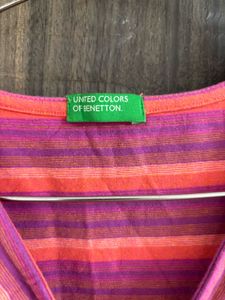 UNITED COLORS
OF BENETTON.